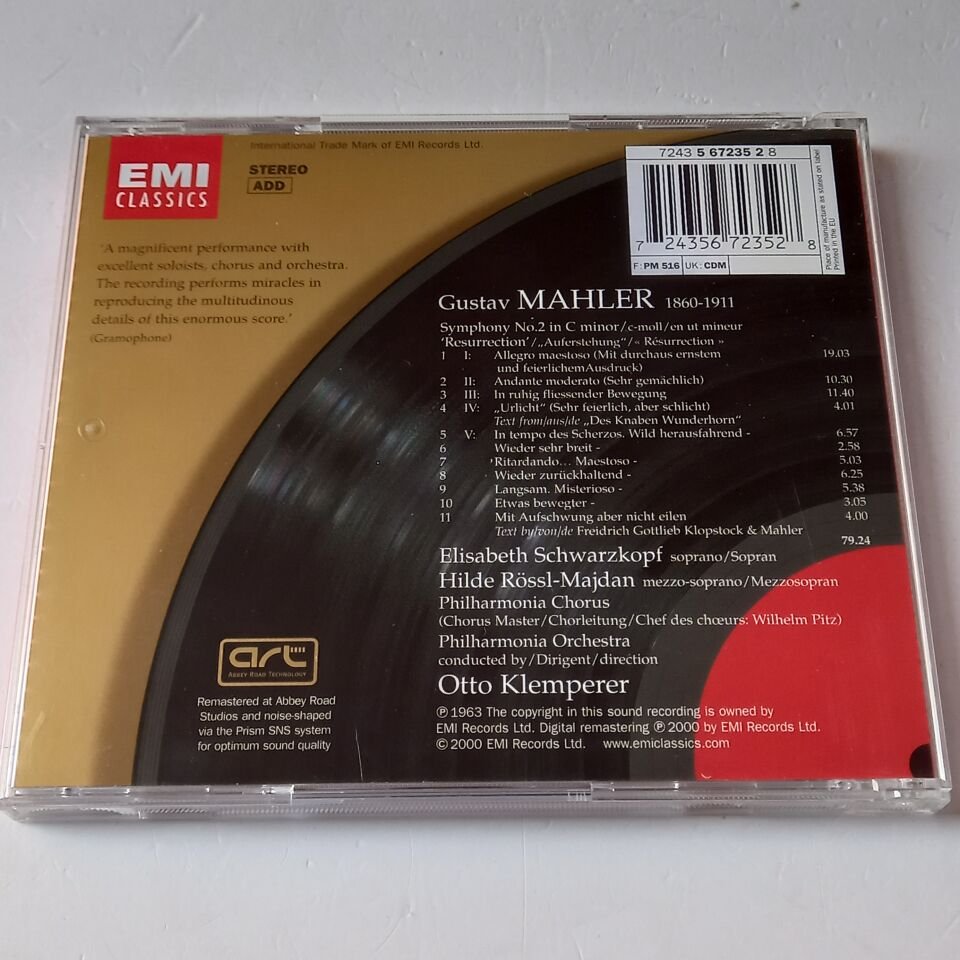 EMI
CLASSICS
International Trade Mark of EMI Records Ltd.
STEREO
ADD
'A magnificent performance with
excellent soloists, chorus and orchestra.
The recording performs miracles in
reproducing the multitudinous
details of this enormous score.'
(Gramophone)
7243 5 67235 2 8
7 24356 72352 8
F: PM 516 UK: CDM
Place of manufacture as stated on label
Printed in the EU
Gustav MAHLER 1860-1911
Symphony No.2 in C minor/c-moll/en ut mineur
'Resurrection'/„Auferstehung“/« Résurrection »
1 I: Allegro maestoso (Mit durchaus ernstem 19.03
und feierlichem Ausdruck)
2 II: Andante moderato (Sehr gemächlich) 10.30
3 III: In ruhig fliessender Bewegung 11.40
4 IV: „Urlicht“ (Sehr feierlich, aber schlicht) 4.01
Text from/aus/de „Des Knaben Wunderhorn“
5 V: In tempo des Scherzos. Wild herausfahrend - 6.57
6 Wieder sehr breit - 2.58
7 Ritardando... Maestoso - 5.03
8 Wieder zurückhaltend - 6.25
9 Langsam. Misterioso - 5.38
10 Etwas bewegter - 3.05
11 Mit Aufschwung aber nicht eilen 4.00
Text by/von/de Freidrich Gottlieb Klopstock & Mahler
79.24
Elisabeth Schwarzkopf soprano/Sopran
Hilde Rössl-Majdan mezzo-soprano/Mezzosopran
Philharmonia Chorus
(Chorus Master/Chorleitung/Chef des chœurs: Wilhelm Pitz)
Philharmonia Orchestra
conducted by/Dirigent/direction
Otto Klemperer
℗ 1963 The copyright in this sound recording is owned by
EMI Records Ltd. Digital remastering ℗ 2000 by EMI Records Ltd.
© 2000 EMI Records Ltd. www.emiclassics.com
art
ABBEY ROAD TECHNOLOGY
Remastered at Abbey Road
Studios and noise-shaped
via the Prism SNS system
for optimum sound quality